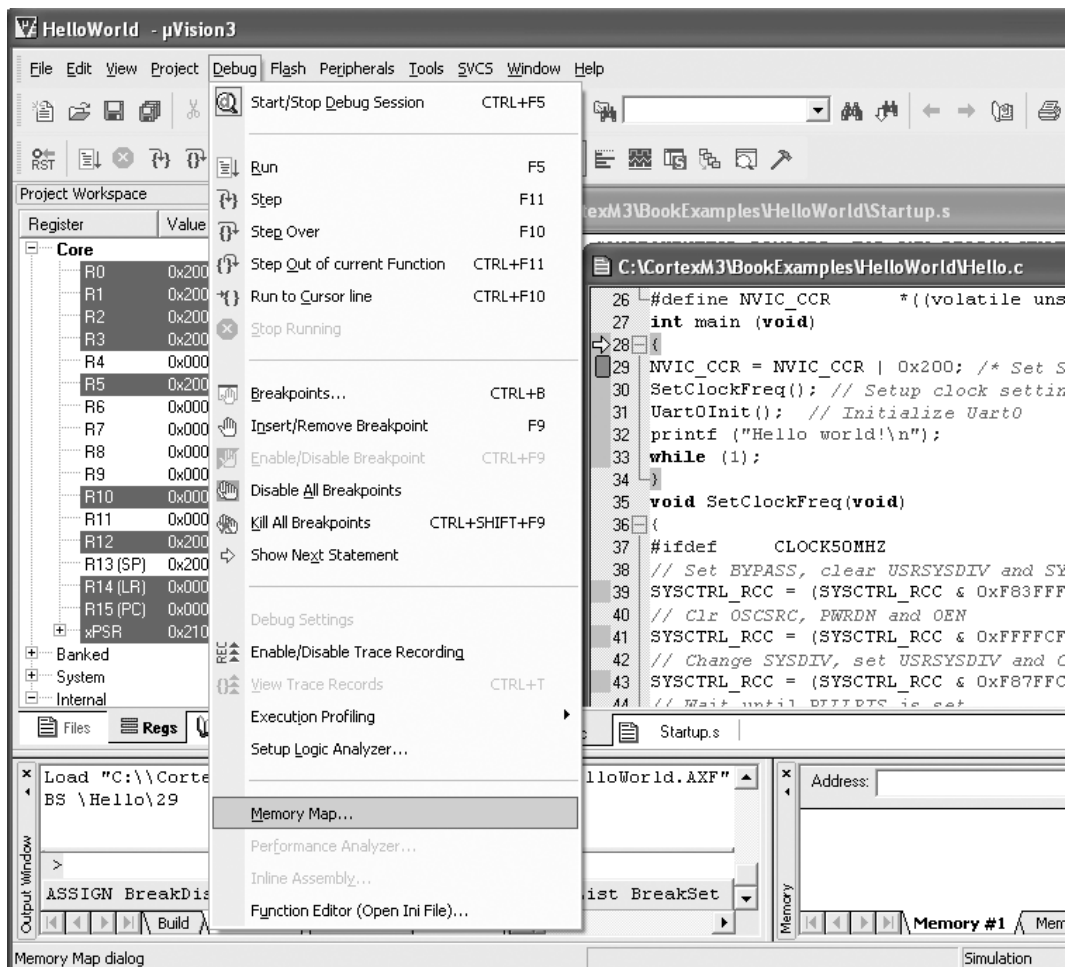 HelloWorld - µVision3
File Edit View Project Debug Flash Peripherals Tools SVCS Window Help
Start/Stop Debug Session CTRL+F5
RST
Run F5
Step F11
Step Over F10
Step Out of current Function CTRL+F11
Run to Cursor line CTRL+F10
Stop Running
Breakpoints... CTRL+B
Insert/Remove Breakpoint F9
Enable/Disable Breakpoint CTRL+F9
Disable All Breakpoints
Kill All Breakpoints CTRL+SHIFT+F9
Show Next Statement
Debug Settings
REC Enable/Disable Trace Recording
View Trace Records CTRL+T
Execution Profiling
Setup Logic Analyzer...
Memory Map...
Performance Analyzer...
Inline Assembly...
Function Editor (Open Ini File)...
Project Workspace
Register Value
Core
R0 0x200
R1 0x200
R2 0x200
R3 0x200
R4 0x000
R5 0x200
R6 0x000
R7 0x000
R8 0x000
R9 0x000
R10 0x000
R11 0x000
R12 0x200
R13 (SP) 0x200
R14 (LR) 0x000
R15 (PC) 0x000
xPSR 0x210
Banked
System
Internal
Files Regs
texM3\BookExamples\HelloWorld\Startup.s
C:\CortexM3\BookExamples\HelloWorld\Hello.c
26 #define NVIC_CCR *((volatile uns
27 int main (void)
28 {
29 NVIC_CCR = NVIC_CCR | 0x200; /* Set S
30 SetClockFreq(); // Setup clock settin
31 Uart0Init(); // Initialize Uart0
32 printf ("Hello world!\n");
33 while (1);
34 }
35 void SetClockFreq(void)
36 {
37 #ifdef CLOCK50MHZ
38 // Set BYPASS, clear USRSYSDIV and SY
39 SYSCTRL_RCC = (SYSCTRL_RCC & 0xF83FFF
40 // Clr OSCSRC, PWRDN and OEN
41 SYSCTRL_RCC = (SYSCTRL_RCC & 0xFFFFCF
42 // Change SYSDIV, set USRSYSDIV and C
43 SYSCTRL_RCC = (SYSCTRL_RCC & 0xF87FFC
44 // Wait until PLLLRIS is set
Startup.s
Load "C:\\Corte lloWorld.AXF"
BS \Hello\29
>
ASSIGN BreakDis ist BreakSet
Output Window
Build
Address:
Memory
Memory #1 Mem
Memory Map dialog Simulation